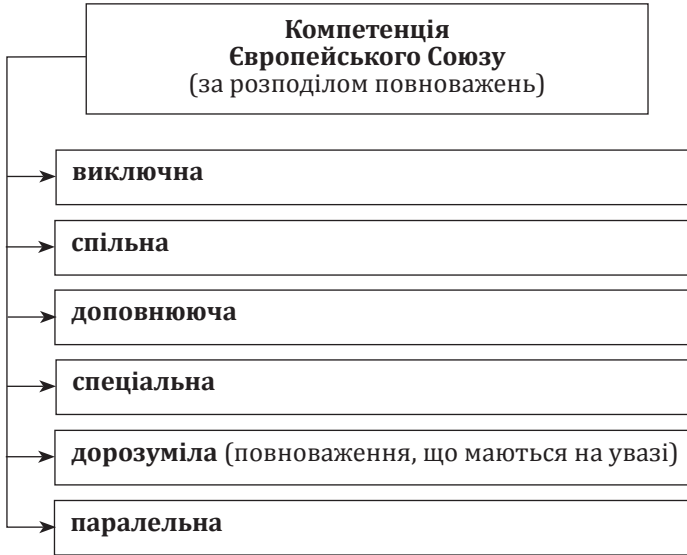 Компетенція
Європейського Союзу
(за розподілом повноважень)
виключна
спільна
доповнююча
спеціальна
дорозуміла (повноваження, що маються на увазі)
паралельна